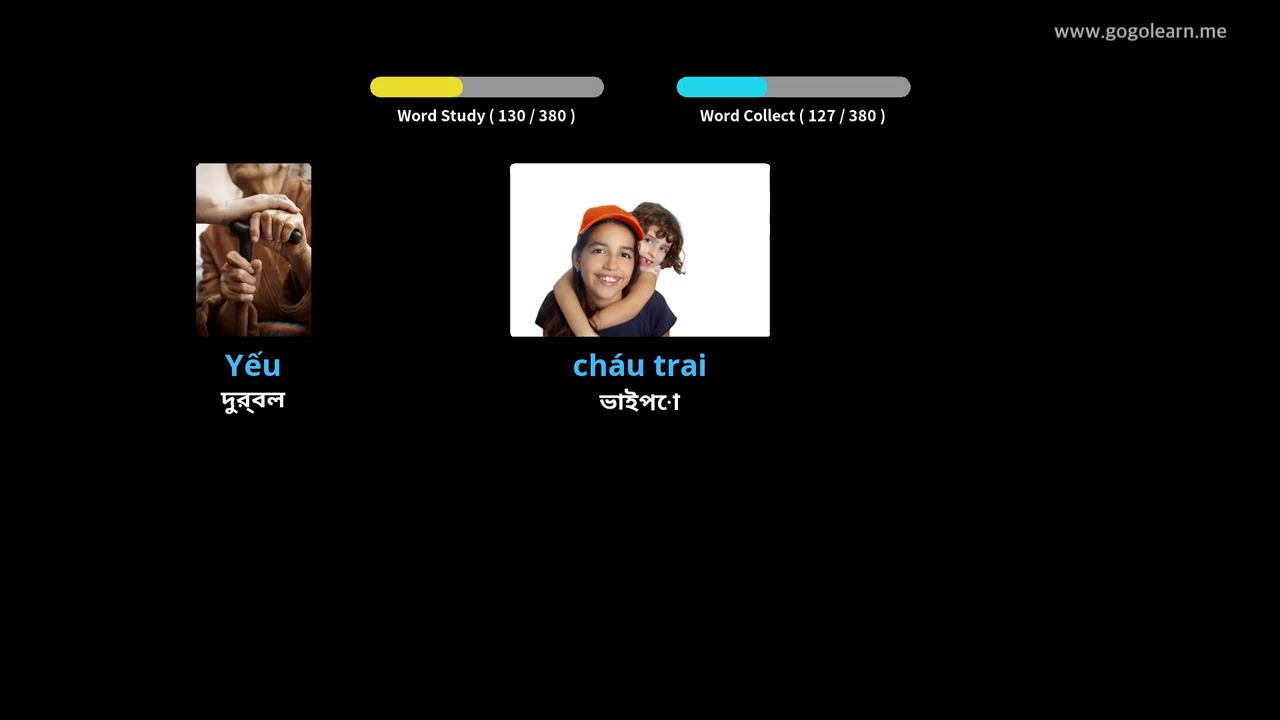 www.gogolearn.me
Word Study ( 130 / 380 )
Word Collect ( 127 / 380 )
Yếu
দুর্বল
cháu trai
ভাইপো